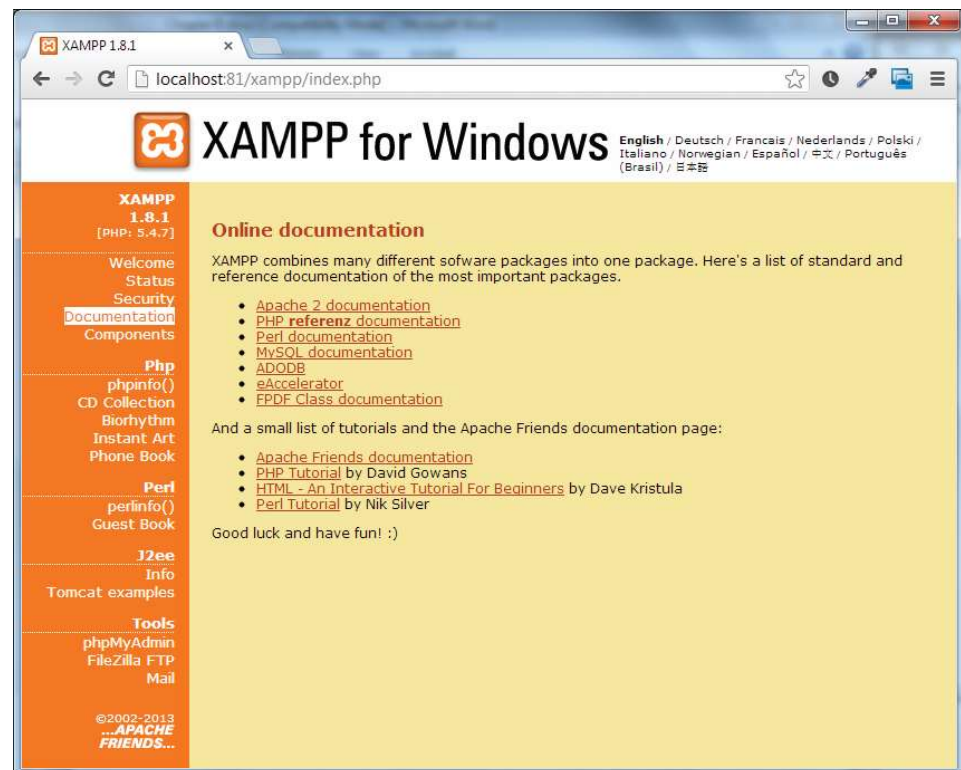 XAMPP 1.8.1
localhost:81/xampp/index.php
XAMPP for Windows
English / Deutsch / Francais / Nederlands / Polski /
Italiano / Norwegian / Español / 中文 / Português
(Brasil) / 日本語
XAMPP
1.8.1
[PHP: 5.4.7]
Welcome
Status
Security
Documentation
Components
Php
phpinfo()
CD Collection
Biorhythm
Instant Art
Phone Book
Perl
perlinfo()
Guest Book
J2ee
Info
Tomcat examples
Tools
phpMyAdmin
FileZilla FTP
Mail
©2002-2013
...APACHE
FRIENDS...
Online documentation
XAMPP combines many different sofware packages into one package. Here's a list of standard and
reference documentation of the most important packages.
Apache 2 documentation
PHP referenz documentation
Perl documentation
MySQL documentation
ADODB
eAccelerator
FPDF Class documentation
And a small list of tutorials and the Apache Friends documentation page:
Apache Friends documentation
PHP Tutorial by David Gowans
HTML - An Interactive Tutorial For Beginners by Dave Kristula
Perl Tutorial by Nik Silver
Good luck and have fun! :)